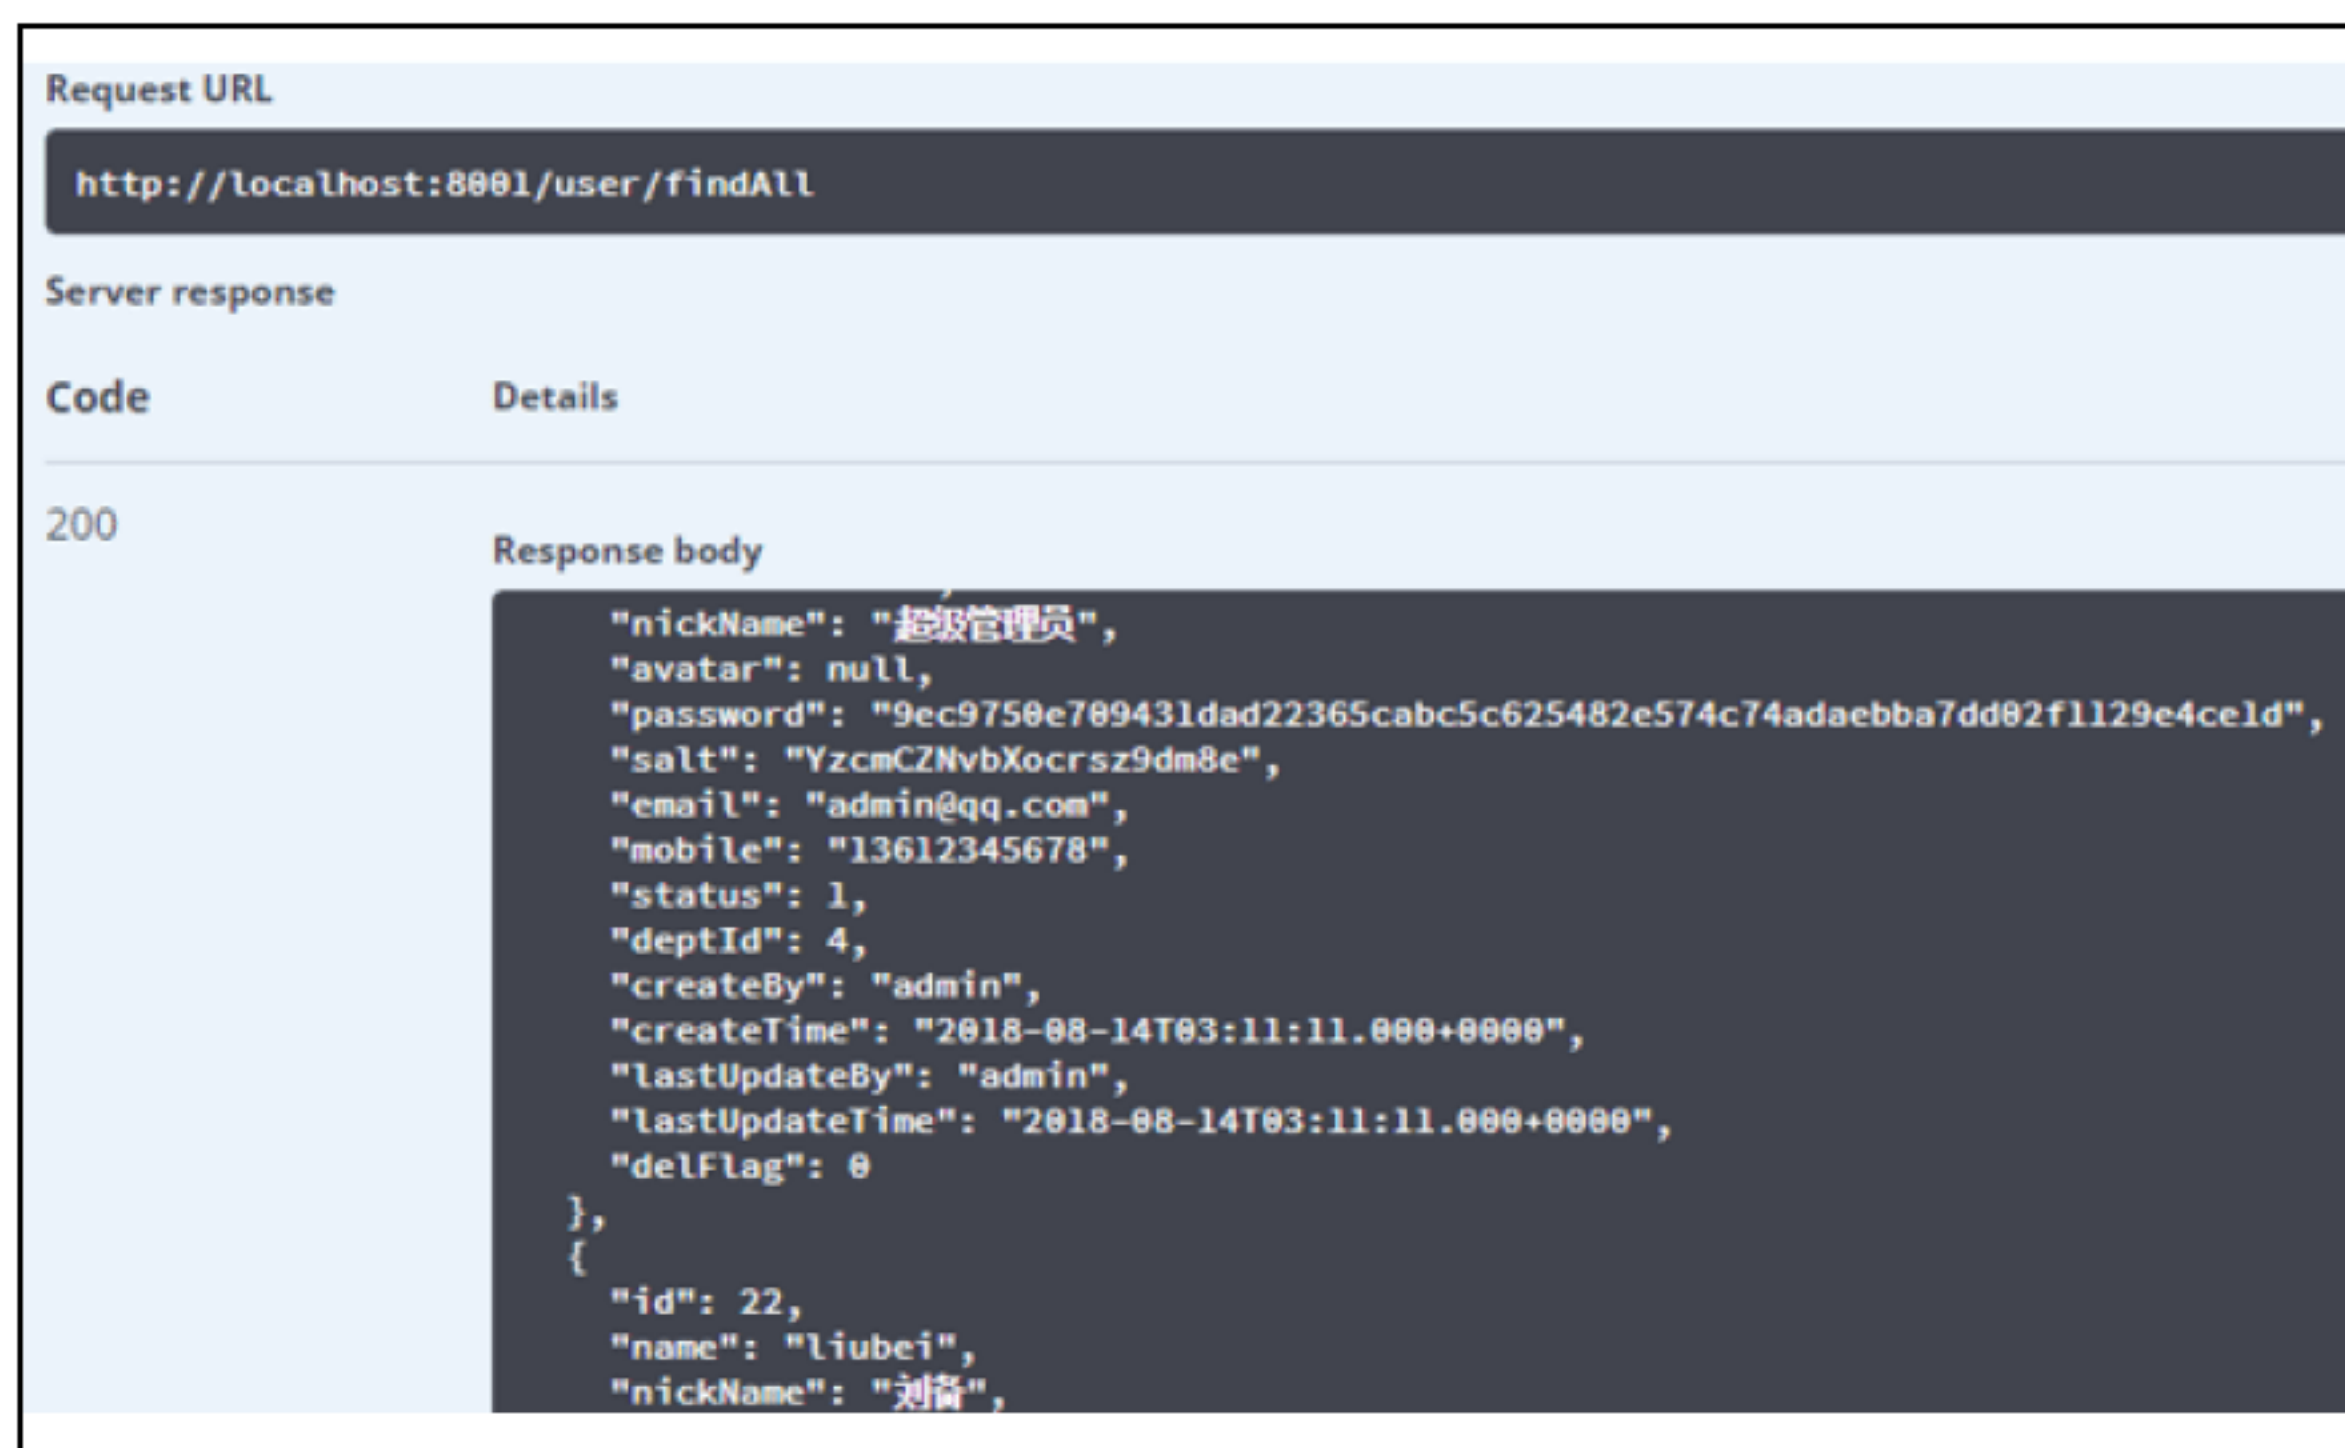 Request URL
http://localhost:8001/user/findAll
Server response
Code Details
200
Response body
"nickName": "超级管理员",
"avatar": null,
"password": "9ec9750e709431dad22365cabc5c625482e574c74adaebba7dd02f1129e4ce1d",
"salt": "YzcmCZNvbXocrsz9dm8e",
"email": "admin@qq.com",
"mobile": "13612345678",
"status": 1,
"deptId": 4,
"createBy": "admin",
"createTime": "2018-08-14T03:11:11.000+0000",
"lastUpdateBy": "admin",
"lastUpdateTime": "2018-08-14T03:11:11.000+0000",
"delFlag": 0
},
{
"id": 22,
"name": "liubei",
"nickName": "刘备",